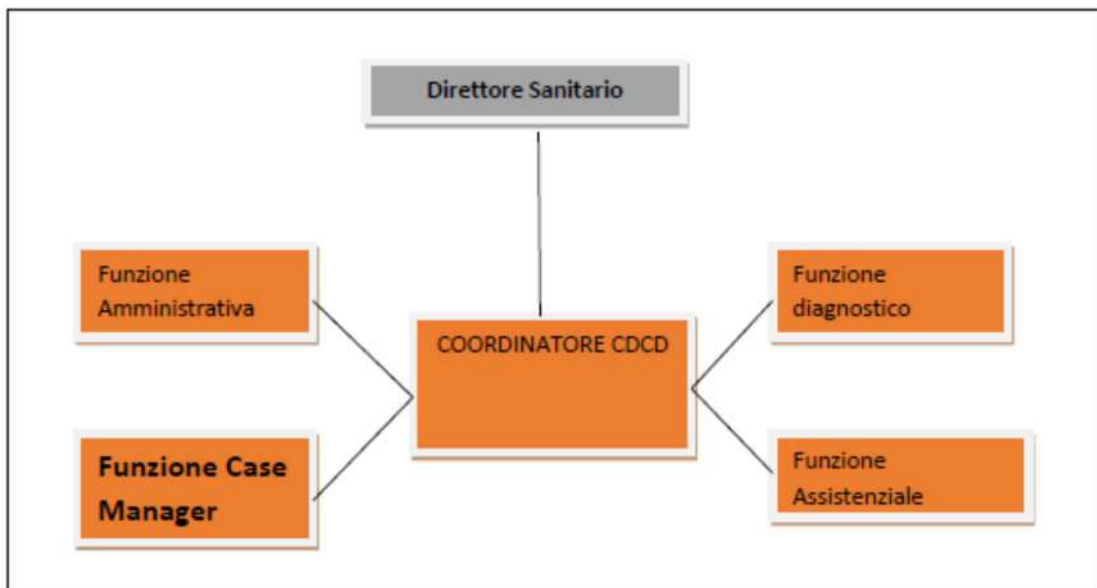 Direttore Sanitario
Funzione
Amministrativa
Funzione
diagnostico
COORDINATORE CDCD
Funzione Case
Manager
Funzione
Assistenziale